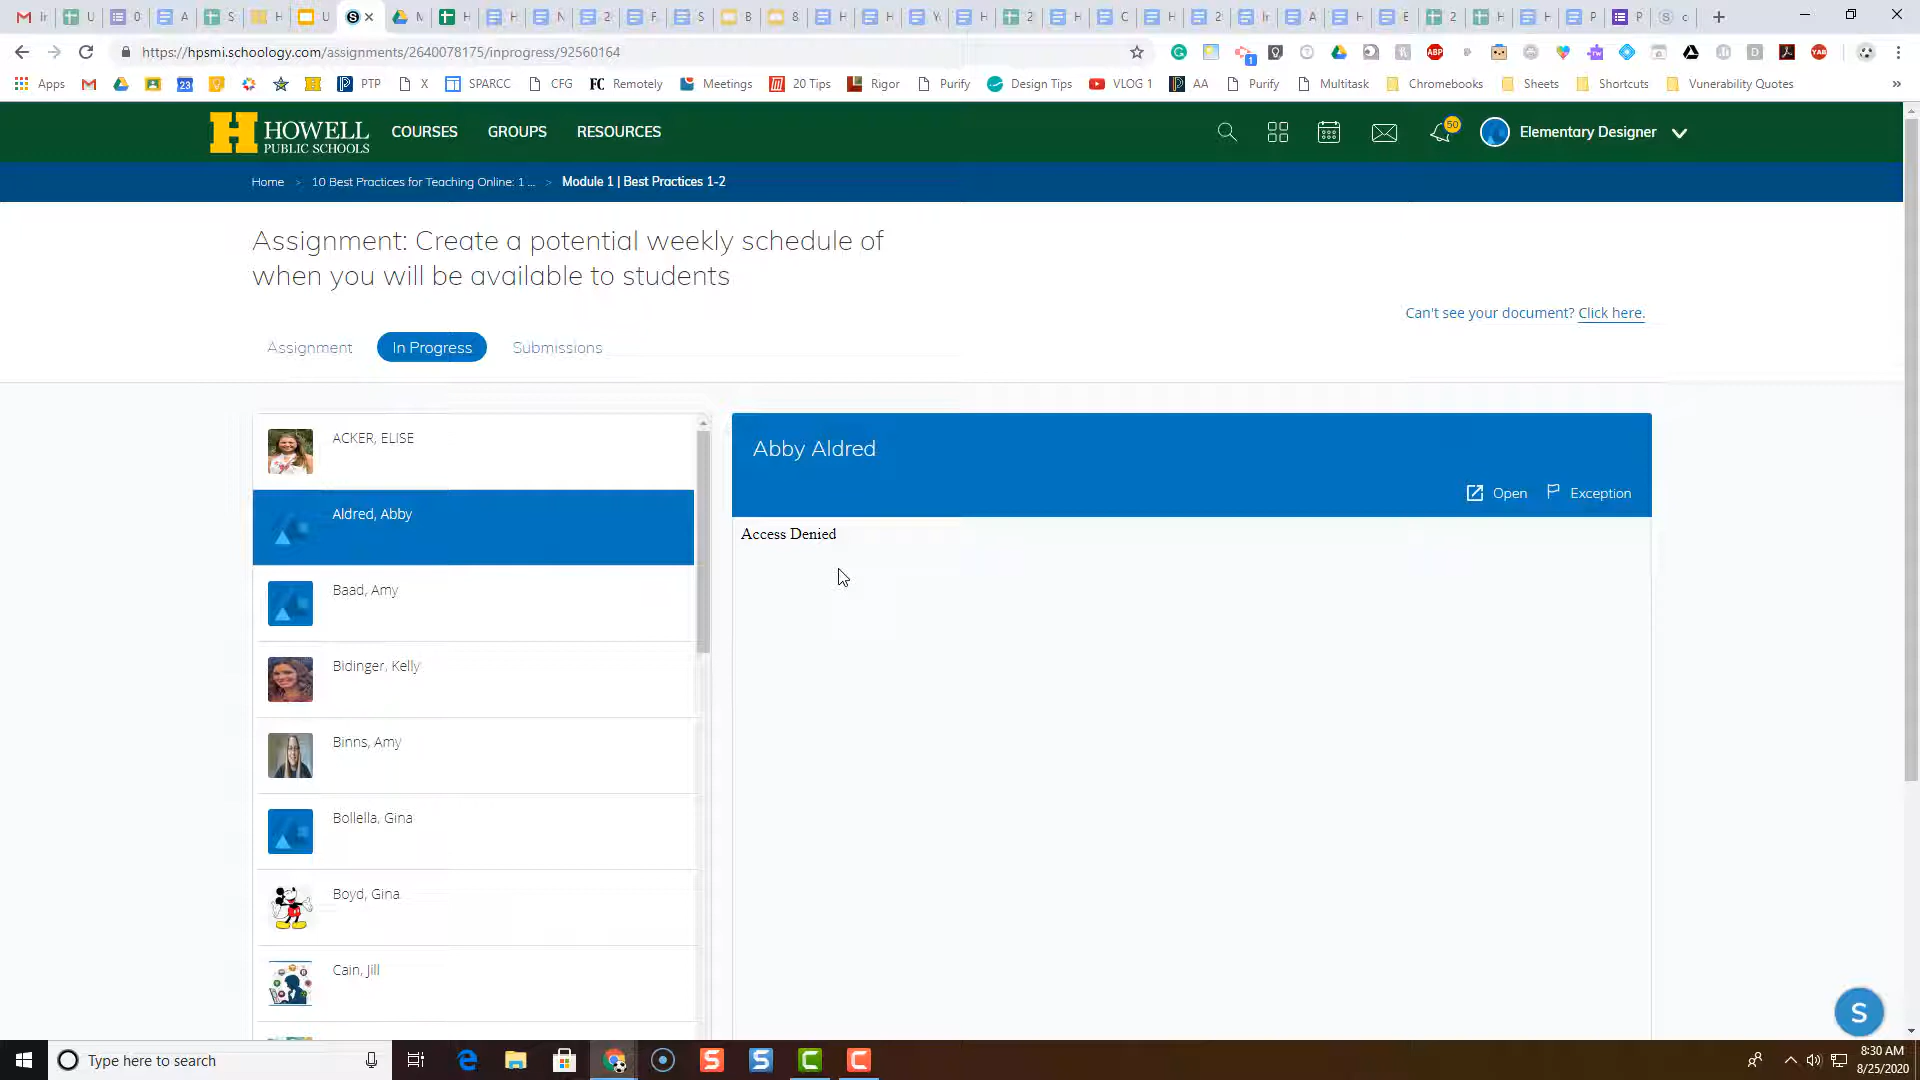 https://hpsmi.schoology.com/assignments/2640078175/inprogress/92560164
Apps PTP X SPARCC CFG Remotely Meetings 20 Tips Rigor Purify Design Tips VLOG 1 AA Purify Multitask Chromebooks Sheets Shortcuts Vunerability Quotes »
HOWELL PUBLIC SCHOOLS COURSES GROUPS RESOURCES 50 Elementary Designer
Home > 10 Best Practices for Teaching Online: 1 ... > Module 1 | Best Practices 1-2
Assignment: Create a potential weekly schedule of
when you will be available to students
Can't see your document? Click here.
Assignment In Progress Submissions
ACKER, ELISE
Aldred, Abby
Baad, Amy
Bidinger, Kelly
Binns, Amy
Bollella, Gina
Boyd, Gina
Cain, Jill
Abby Aldred
Open Exception
Access Denied
S
Type here to search
8:30 AM
8/25/2020